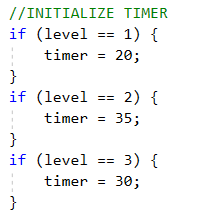 //INITIALIZE TIMER
if (level == 1) {
    timer = 20;
}
if (level == 2) {
    timer = 35;
}
if (level == 3) {
    timer = 30;
}